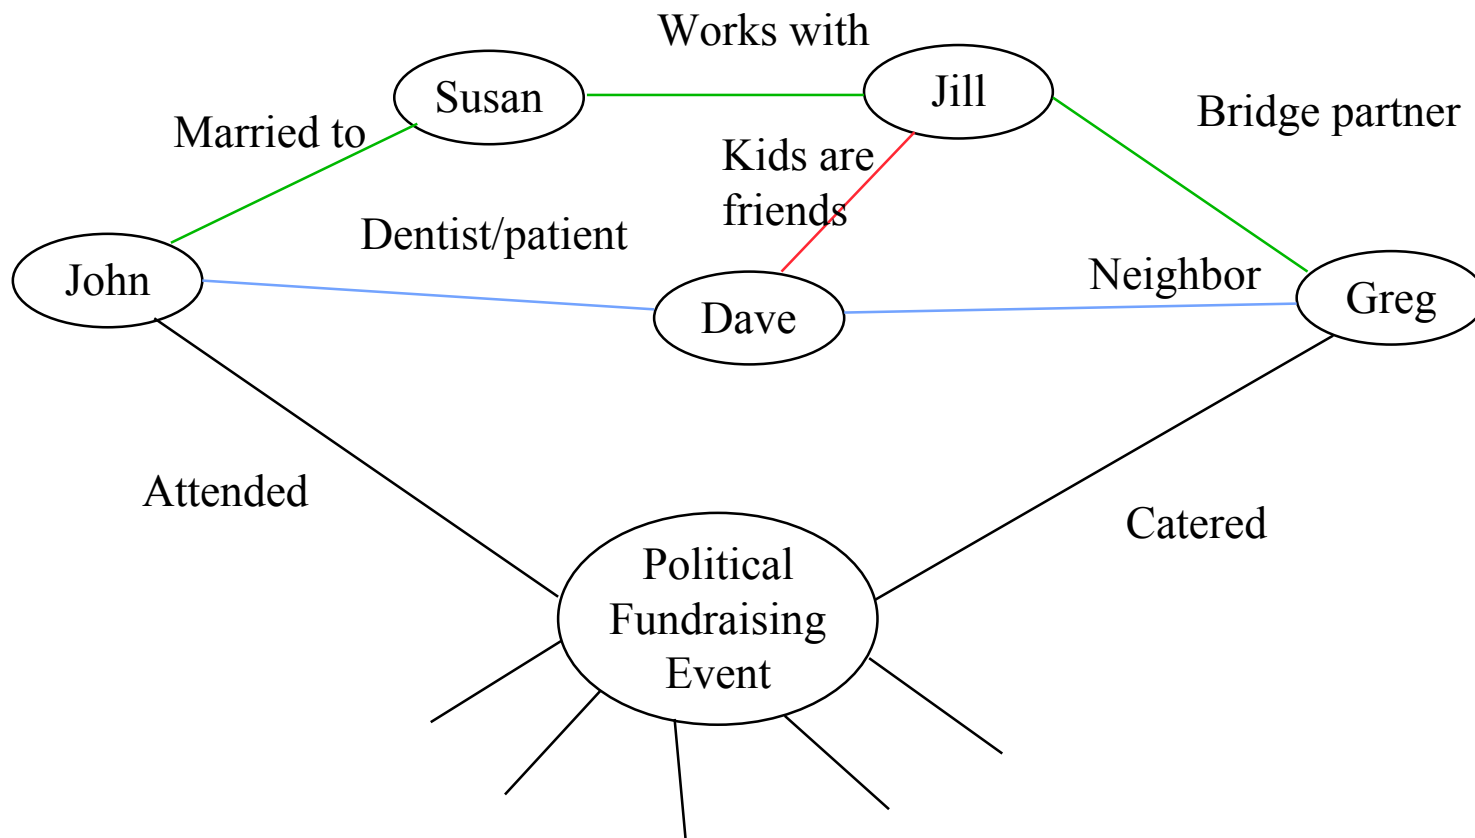 Works with
Susan
Jill
Married to
Bridge partner
Kids are
friends
Dentist/patient
John
Neighbor
Dave
Greg
Attended
Catered
Political
Fundraising
Event